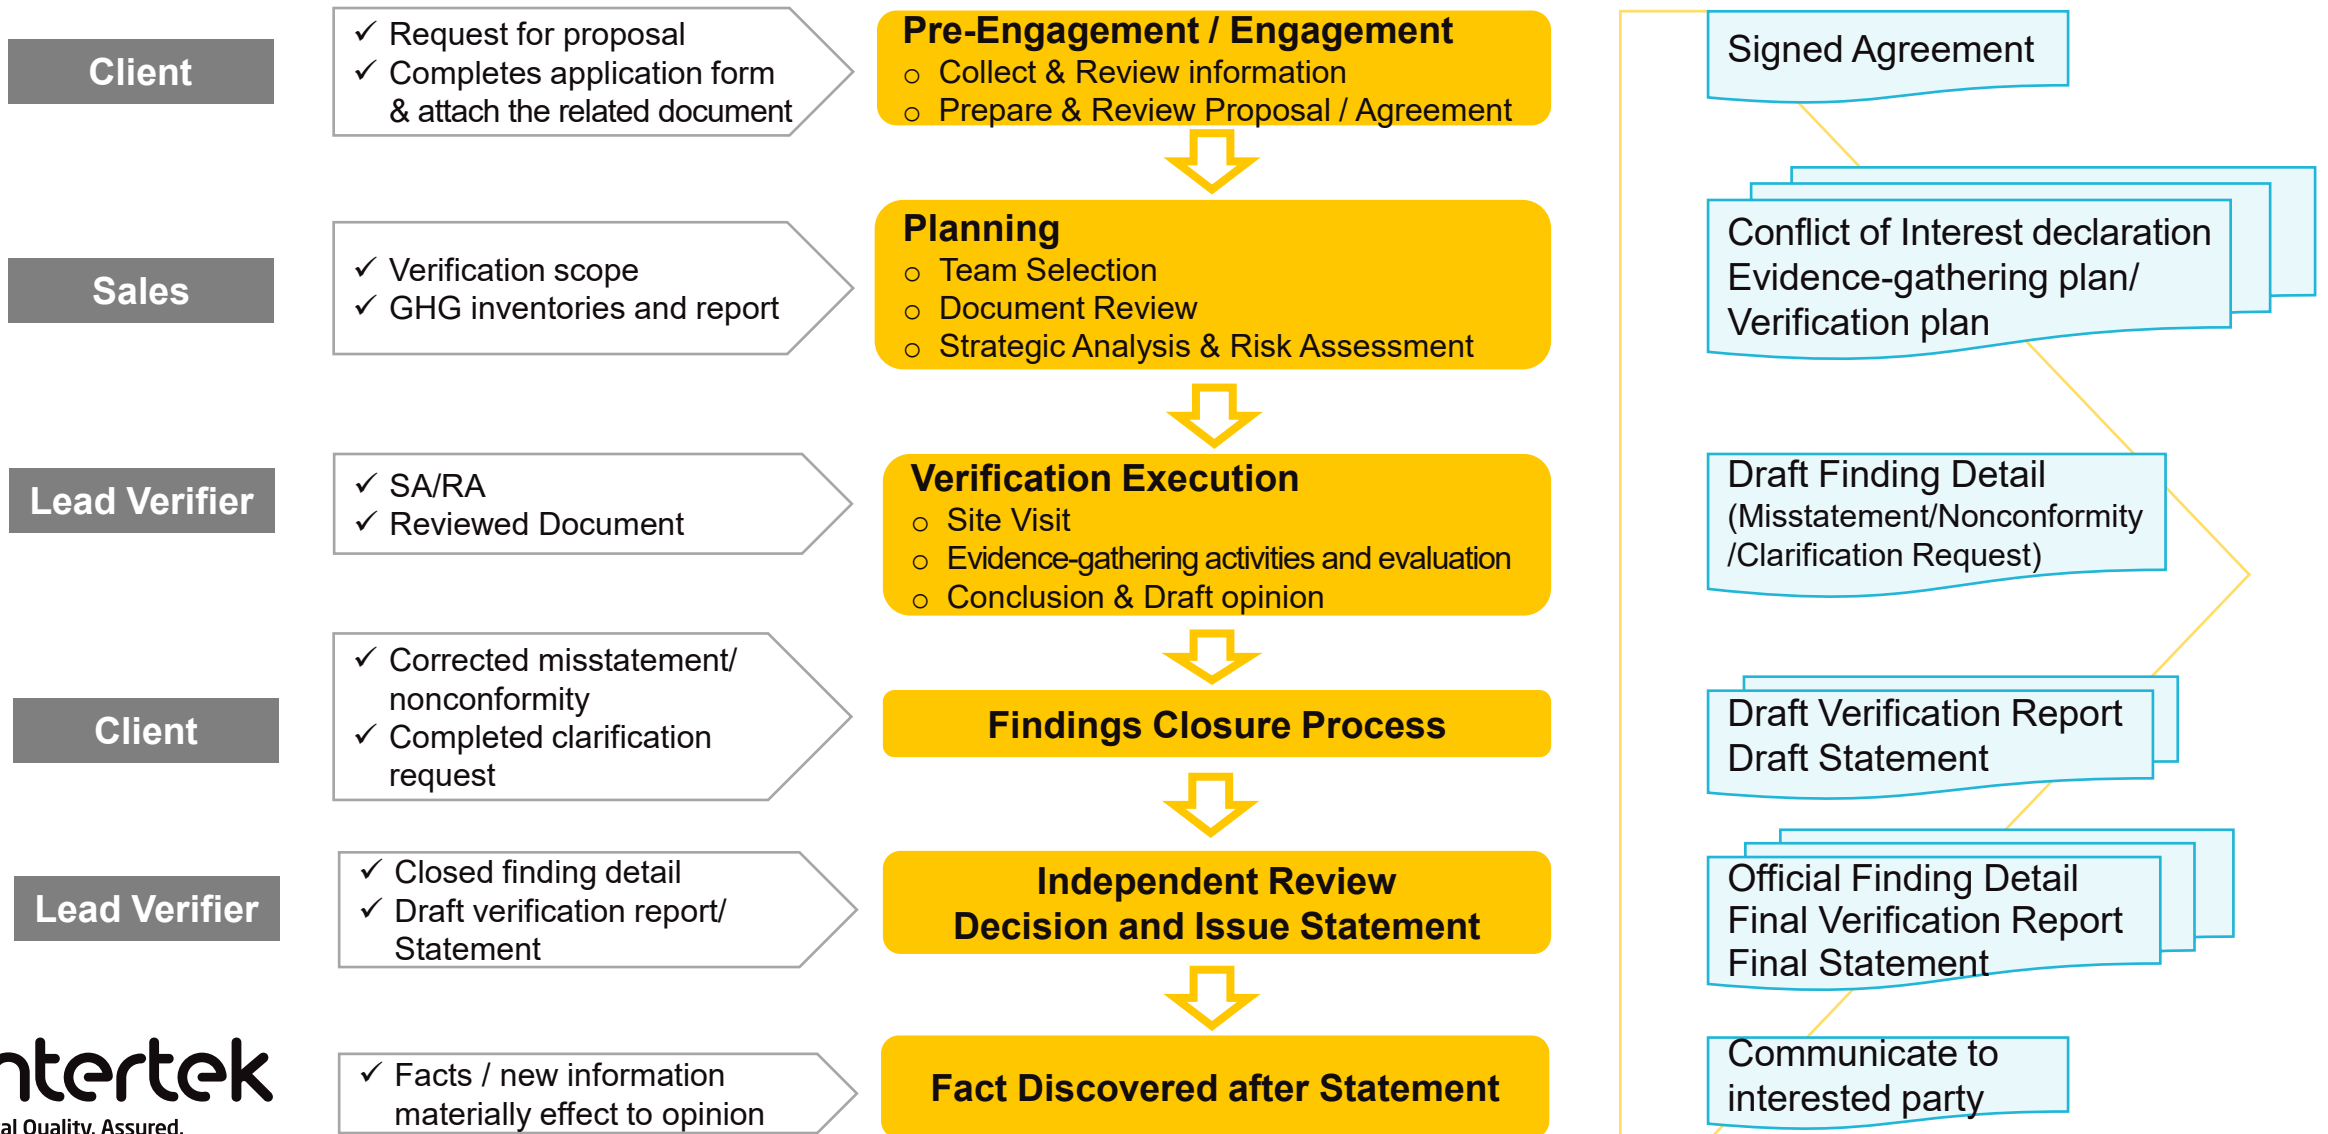 Client
✓ Request for proposal
✓ Completes application form
& attach the related document
Pre-Engagement / Engagement
o Collect & Review information
o Prepare & Review Proposal / Agreement
Signed Agreement
Sales
✓ Verification scope
✓ GHG inventories and report
Planning
o Team Selection
o Document Review
o Strategic Analysis & Risk Assessment
Conflict of Interest declaration
Evidence-gathering plan/
Verification plan
Lead Verifier
✓ SA/RA
✓ Reviewed Document
Verification Execution
o Site Visit
o Evidence-gathering activities and evaluation
o Conclusion & Draft opinion
Draft Finding Detail
(Misstatement/Nonconformity
/Clarification Request)
Client
✓ Corrected misstatement/
nonconformity
✓ Completed clarification
request
Findings Closure Process
Draft Verification Report
Draft Statement
Lead Verifier
✓ Closed finding detail
✓ Draft verification report/
Statement
Independent Review
Decision and Issue Statement
Official Finding Detail
Final Verification Report
Final Statement
ntertek
al Quality. Assured.
✓ Facts / new information
materially effect to opinion
Fact Discovered after Statement
Communicate to
interested party